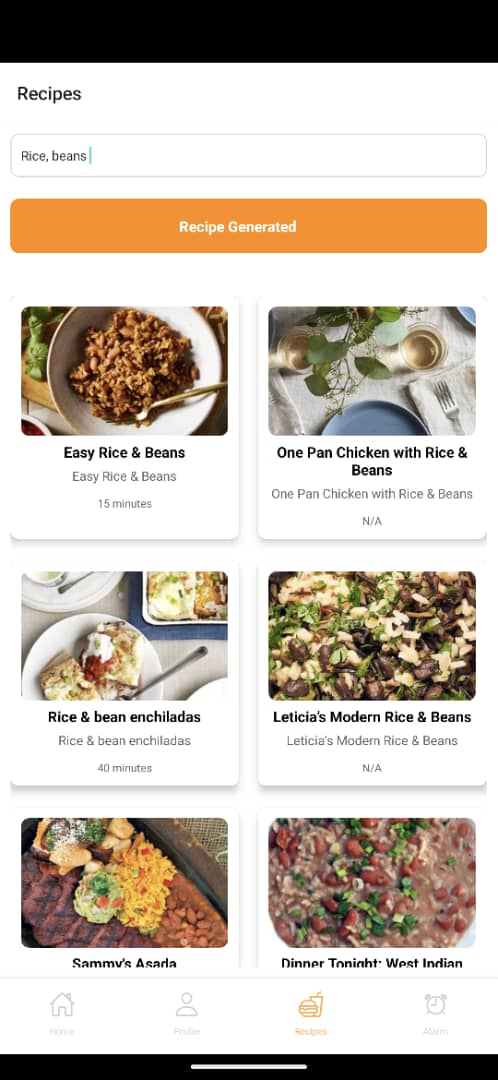 Recipes
Rice, beans
Recipe Generated
Easy Rice & Beans
Easy Rice & Beans
15 minutes
One Pan Chicken with Rice &
Beans
One Pan Chicken with Rice & Beans
N/A
Rice & bean enchiladas
Rice & bean enchiladas
40 minutes
Leticia's Modern Rice & Beans
Leticia's Modern Rice & Beans
N/A
Sammy's Asada
Dinner Tonight: West Indian
Home
Profile
Recipes
Alarm